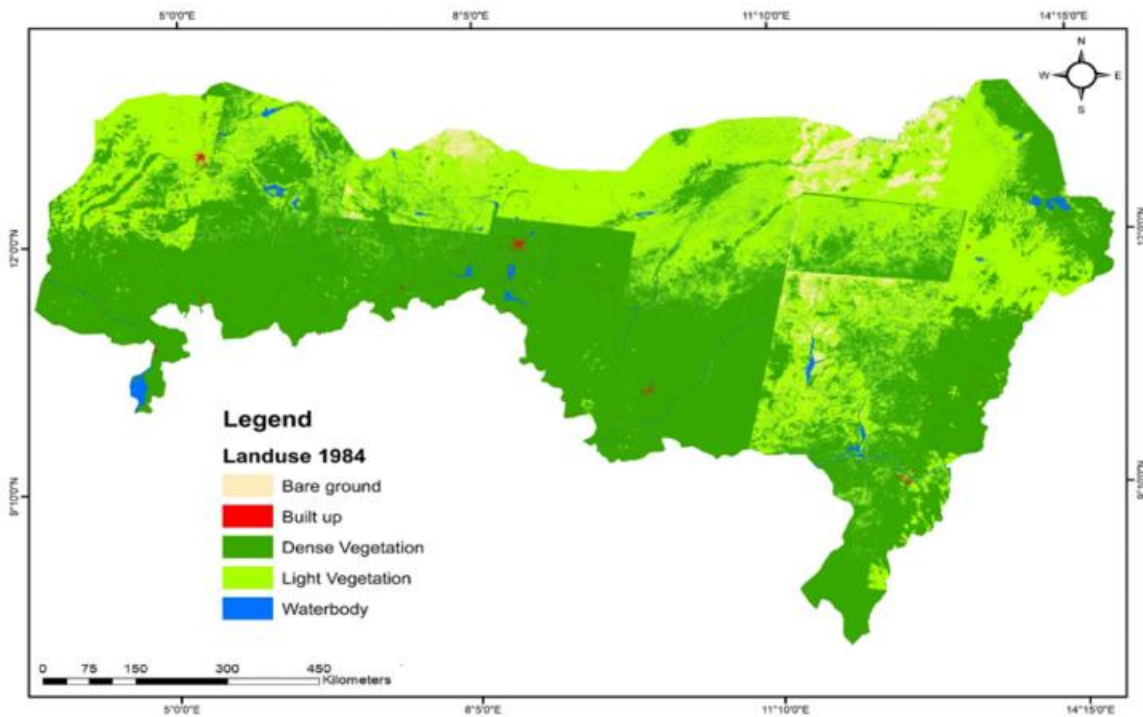 5°0'0"E 8°5'0"E 11°10'0"E 14°15'0"E
N
W E
S
12°0'0"N
9°10'0"N
Legend
Landuse 1984
Bare ground
Built up
Dense Vegetation
Light Vegetation
Waterbody
0 75 150 300 450
Kilometers
5°0'0"E 8°5'0"E 11°10'0"E 14°15'0"E